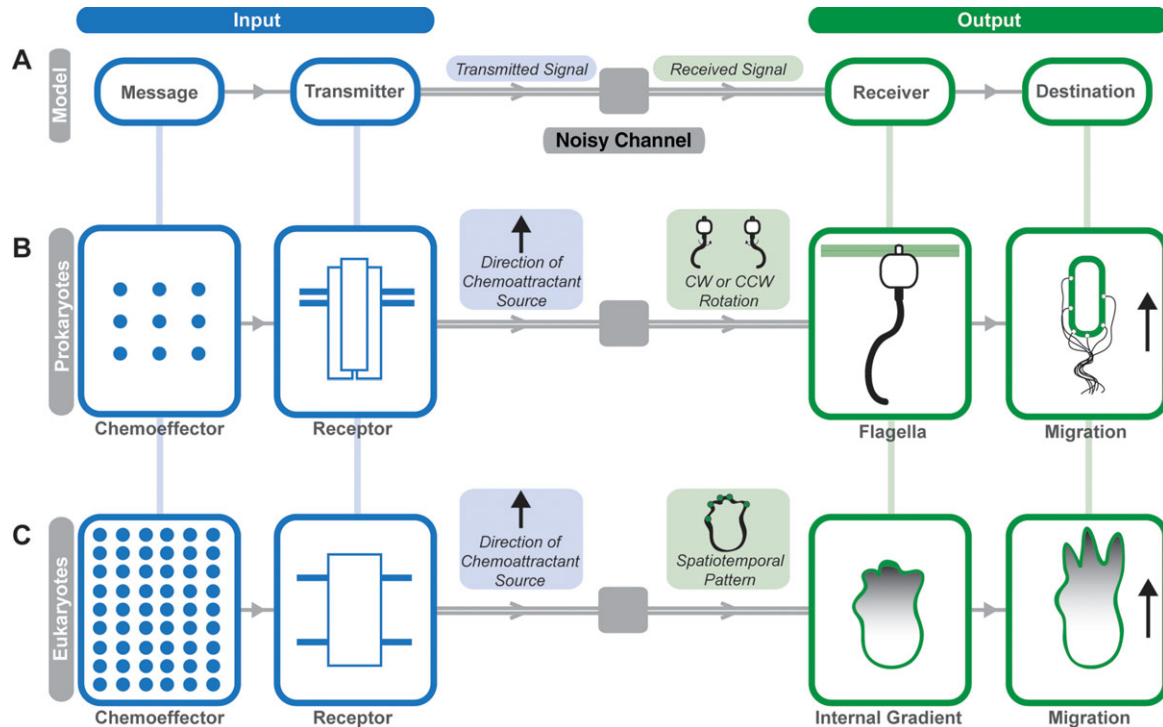 Input
Output
A
Model
Message
Transmitter
Transmitted Signal
Received Signal
Receiver
Destination
Noisy Channel
B
Prokaryotes
Direction of
Chemoattractant
Source
CW or CCW
Rotation
Chemoeffector
Receptor
Flagella
Migration
C
Eukaryotes
Direction of
Chemoattractant
Source
Spatiotemporal
Pattern
Chemoeffector
Receptor
Internal Gradient
Migration